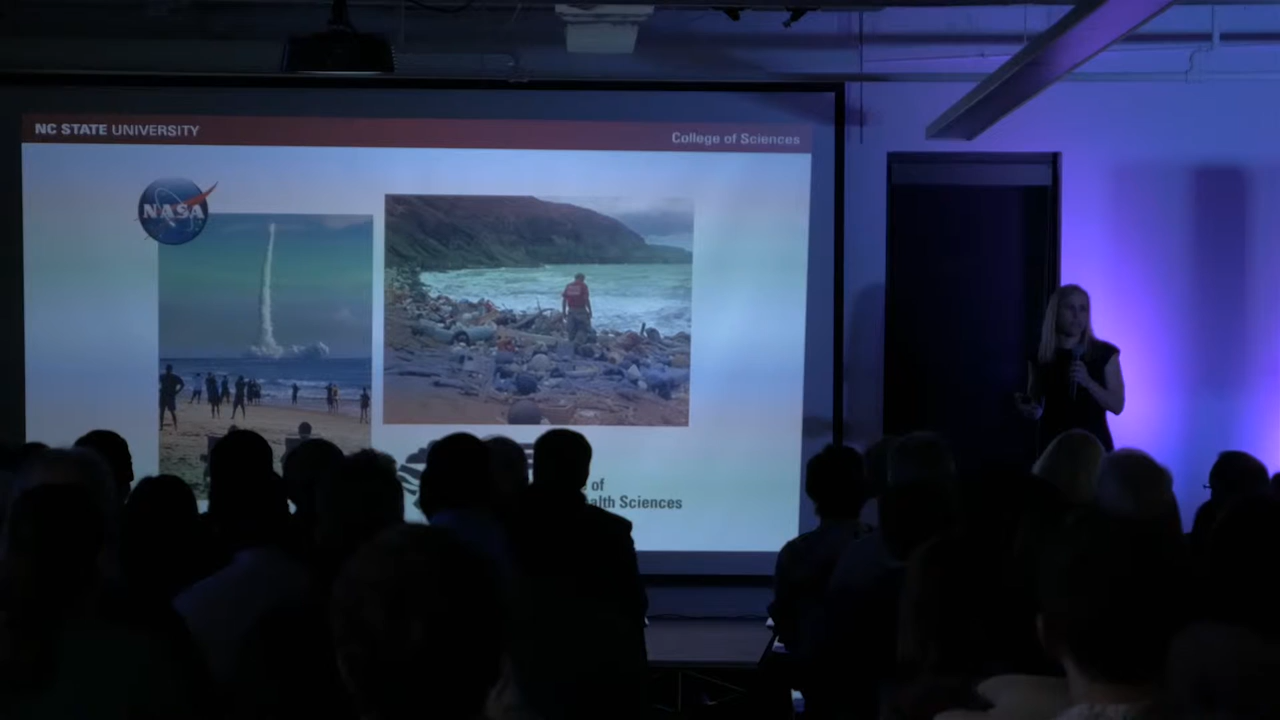 NC STATE UNIVERSITY
College of Sciences
NASA
of
alth Sciences